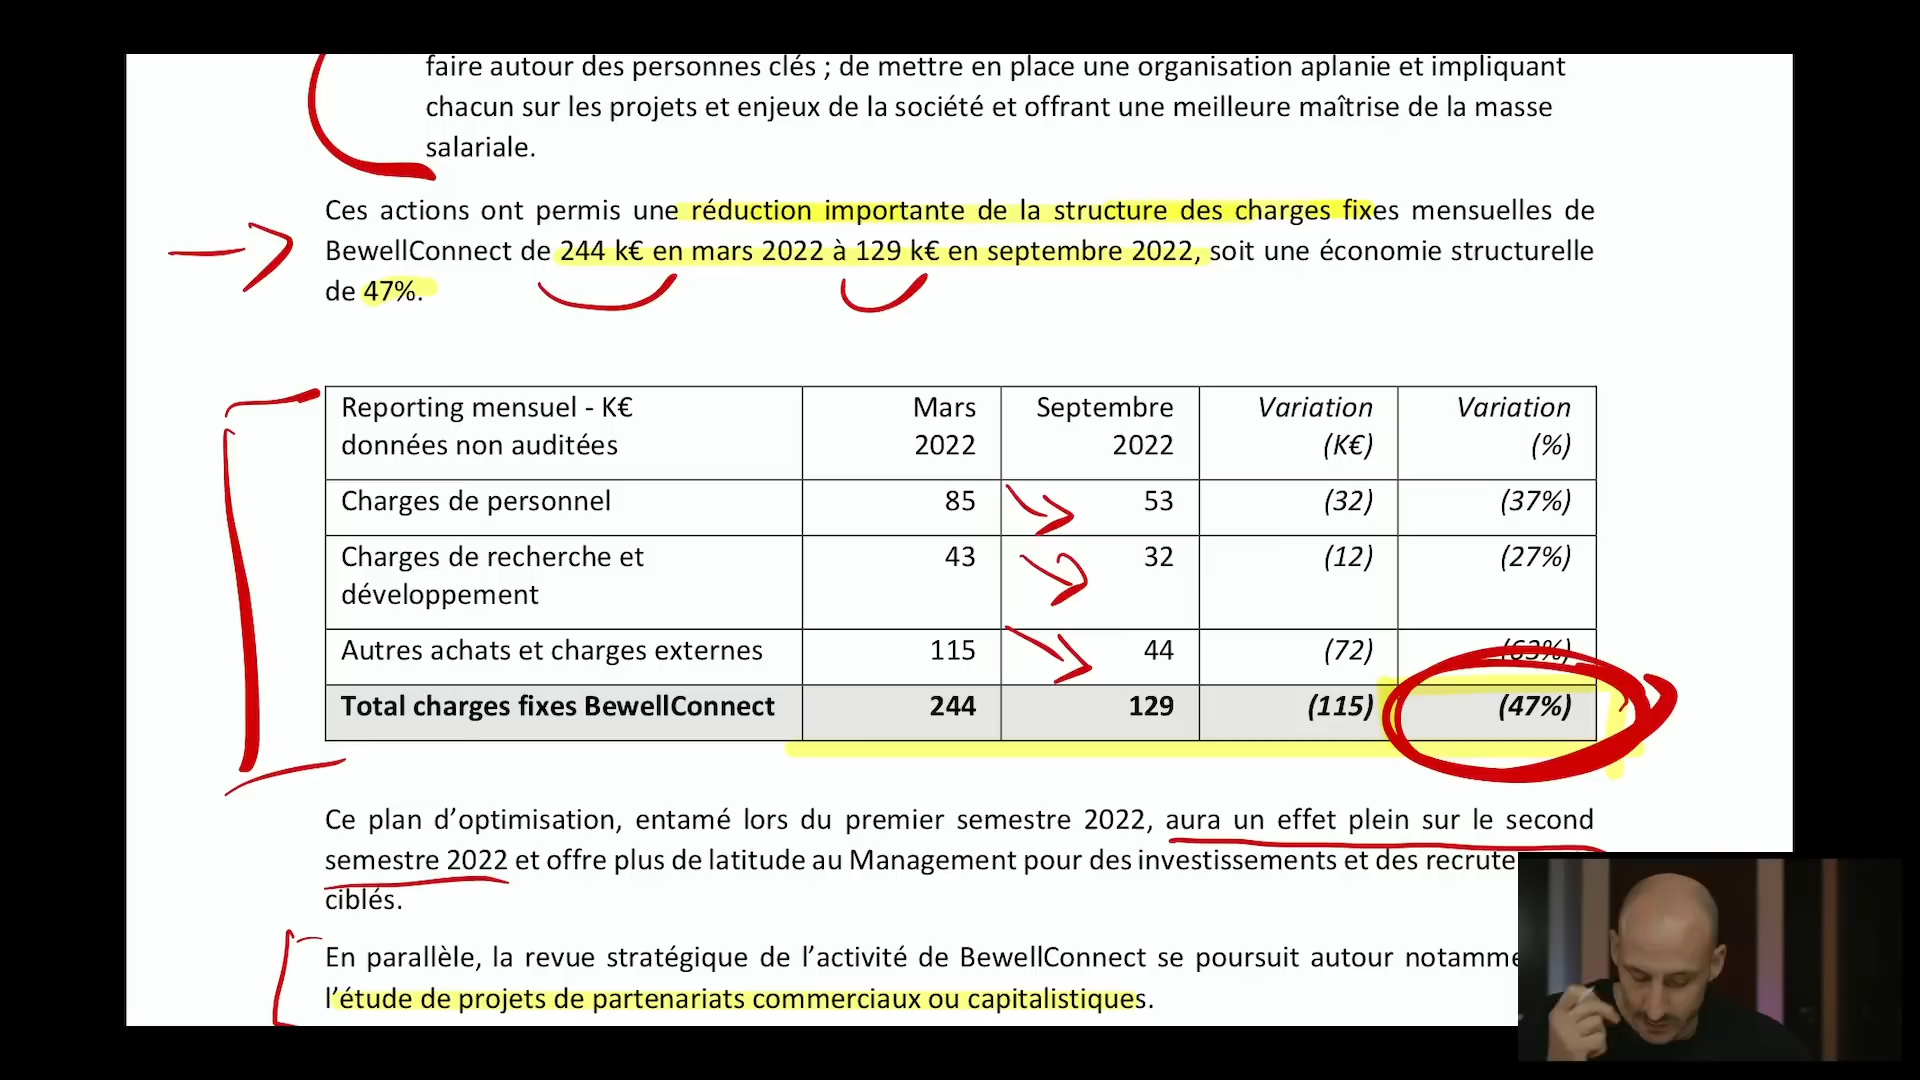 faire autour des personnes clés ; de mettre en place une organisation aplanie et impliquant
chacun sur les projets et enjeux de la société et offrant une meilleure maîtrise de la masse
salariale.
Ces actions ont permis une réduction importante de la structure des charges fixes mensuelles de
BewellConnect de 244 k€ en mars 2022 à 129 k€ en septembre 2022, soit une économie structurelle
de 47%.
Reporting mensuel - K€ Mars Septembre Variation Variation
données non auditées 2022 2022 (K€) (%)
Charges de personnel 85 53 (32) (37%)
Charges de recherche et 43 32 (12) (27%)
développement
Autres achats et charges externes 115 44 (72) (63%)
Total charges fixes BewellConnect 244 129 (115) (47%)
Ce plan d’optimisation, entamé lors du premier semestre 2022, aura un effet plein sur le second
semestre 2022 et offre plus de latitude au Management pour des investissements et des recrute
ciblés.
En parallèle, la revue stratégique de l’activité de BewellConnect se poursuit autour notamme
l’étude de projets de partenariats commerciaux ou capitalistiques.